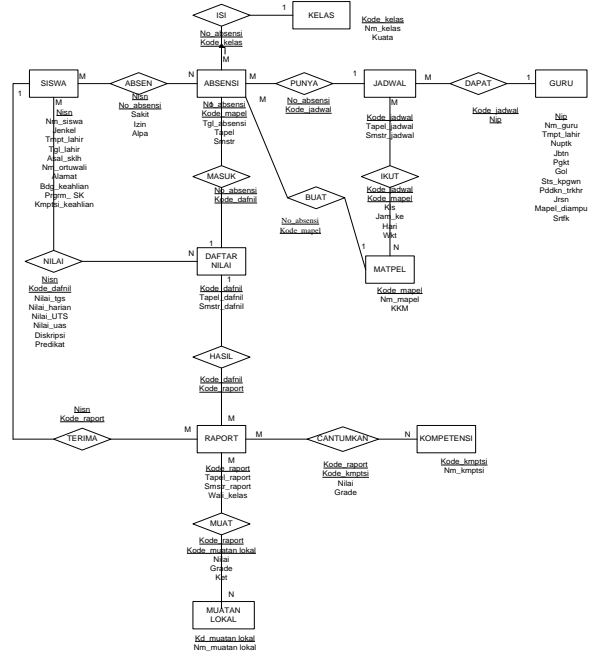 ISI
1
KELAS
No_absensi
Kode_kelas
Kode_kelas
Nm_kelas
Kuata
M
SISWA
M
ABSEN
N
ABSENSI
M
PUNYA
1
JADWAL
M
DAPAT
1
GURU
1
M
M
M
Nisn
Nm_siswa
Jenkel
Tmpt_lahir
Tgl_lahir
Asal_sklh
Nm_ortuwali
Alamat
Bdg_keahlian
Prgrm_ SK
Kmptsi_keahlian
Nisn
No_absensi
Sakit
Izin
Alpa
No_absensi
Kode_mapel
Tgl_absensi
Tapel
Smstr
No_absensi
Kode_jadwal
Kode_jadwal
Tapel_jadwal
Smstr_jadwal
Kode_jadwal
Nip
Nip
Nm_guru
Tmpt_lahir
Nuptk
Jbtn
Pgkt
Gol
Sts_kpgwn
Pddkn_trkhr
Jrsn
Mapel_diampu
Srtfk
MASUK
No_absensi
Kode_dafnil
BUAT
No_absensi
Kode_mapel
IKUT
Kode_jadwal
Kode_mapel
Kls
Jam_ke
Hari
Wkt
1
1
N
NILAI
N
DAFTAR
NILAI
MATPEL
1
Nisn
Kode_dafnil
Nilai_tgs
Nilai_harian
Nilai_UTS
Nilai_uas
Diskripsi
Predikat
Kode_dafnil
Tapel_dafnil
Smstr_dafnil
Kode_mapel
Nm_mapel
KKM
HASIL
Kode_dafnil
Kode_raport
Nisn
Kode_raport
M
TERIMA
M
RAPORT
M
CANTUMKAN
N
KOMPETENSI
M
Kode_raport
Tapel_raport
Smstr_raport
Wali_kelas
Kode_raport
Kode_kmptsi
Nilai
Grade
Kode_kmptsi
Nm_kmptsi
MUAT
Kode_raport
Kode_muatan lokal
Nilai
Grade
Ket
N
MUATAN
LOKAL
Kd_muatan lokal
Nm_muatan lokal